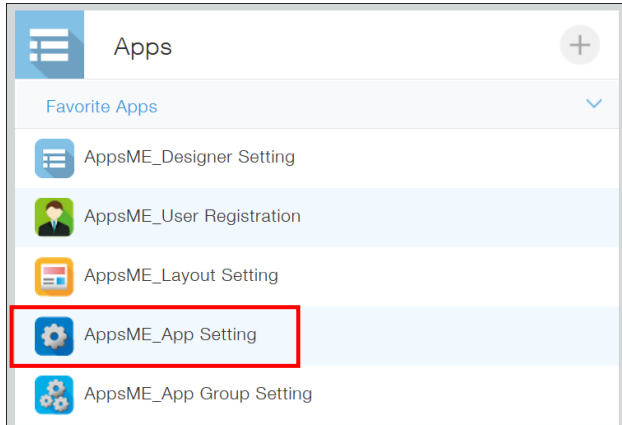 Apps
Favorite Apps
AppsME_Designer Setting
AppsME_User Registration
AppsME_Layout Setting
AppsME_App Setting
AppsME_App Group Setting